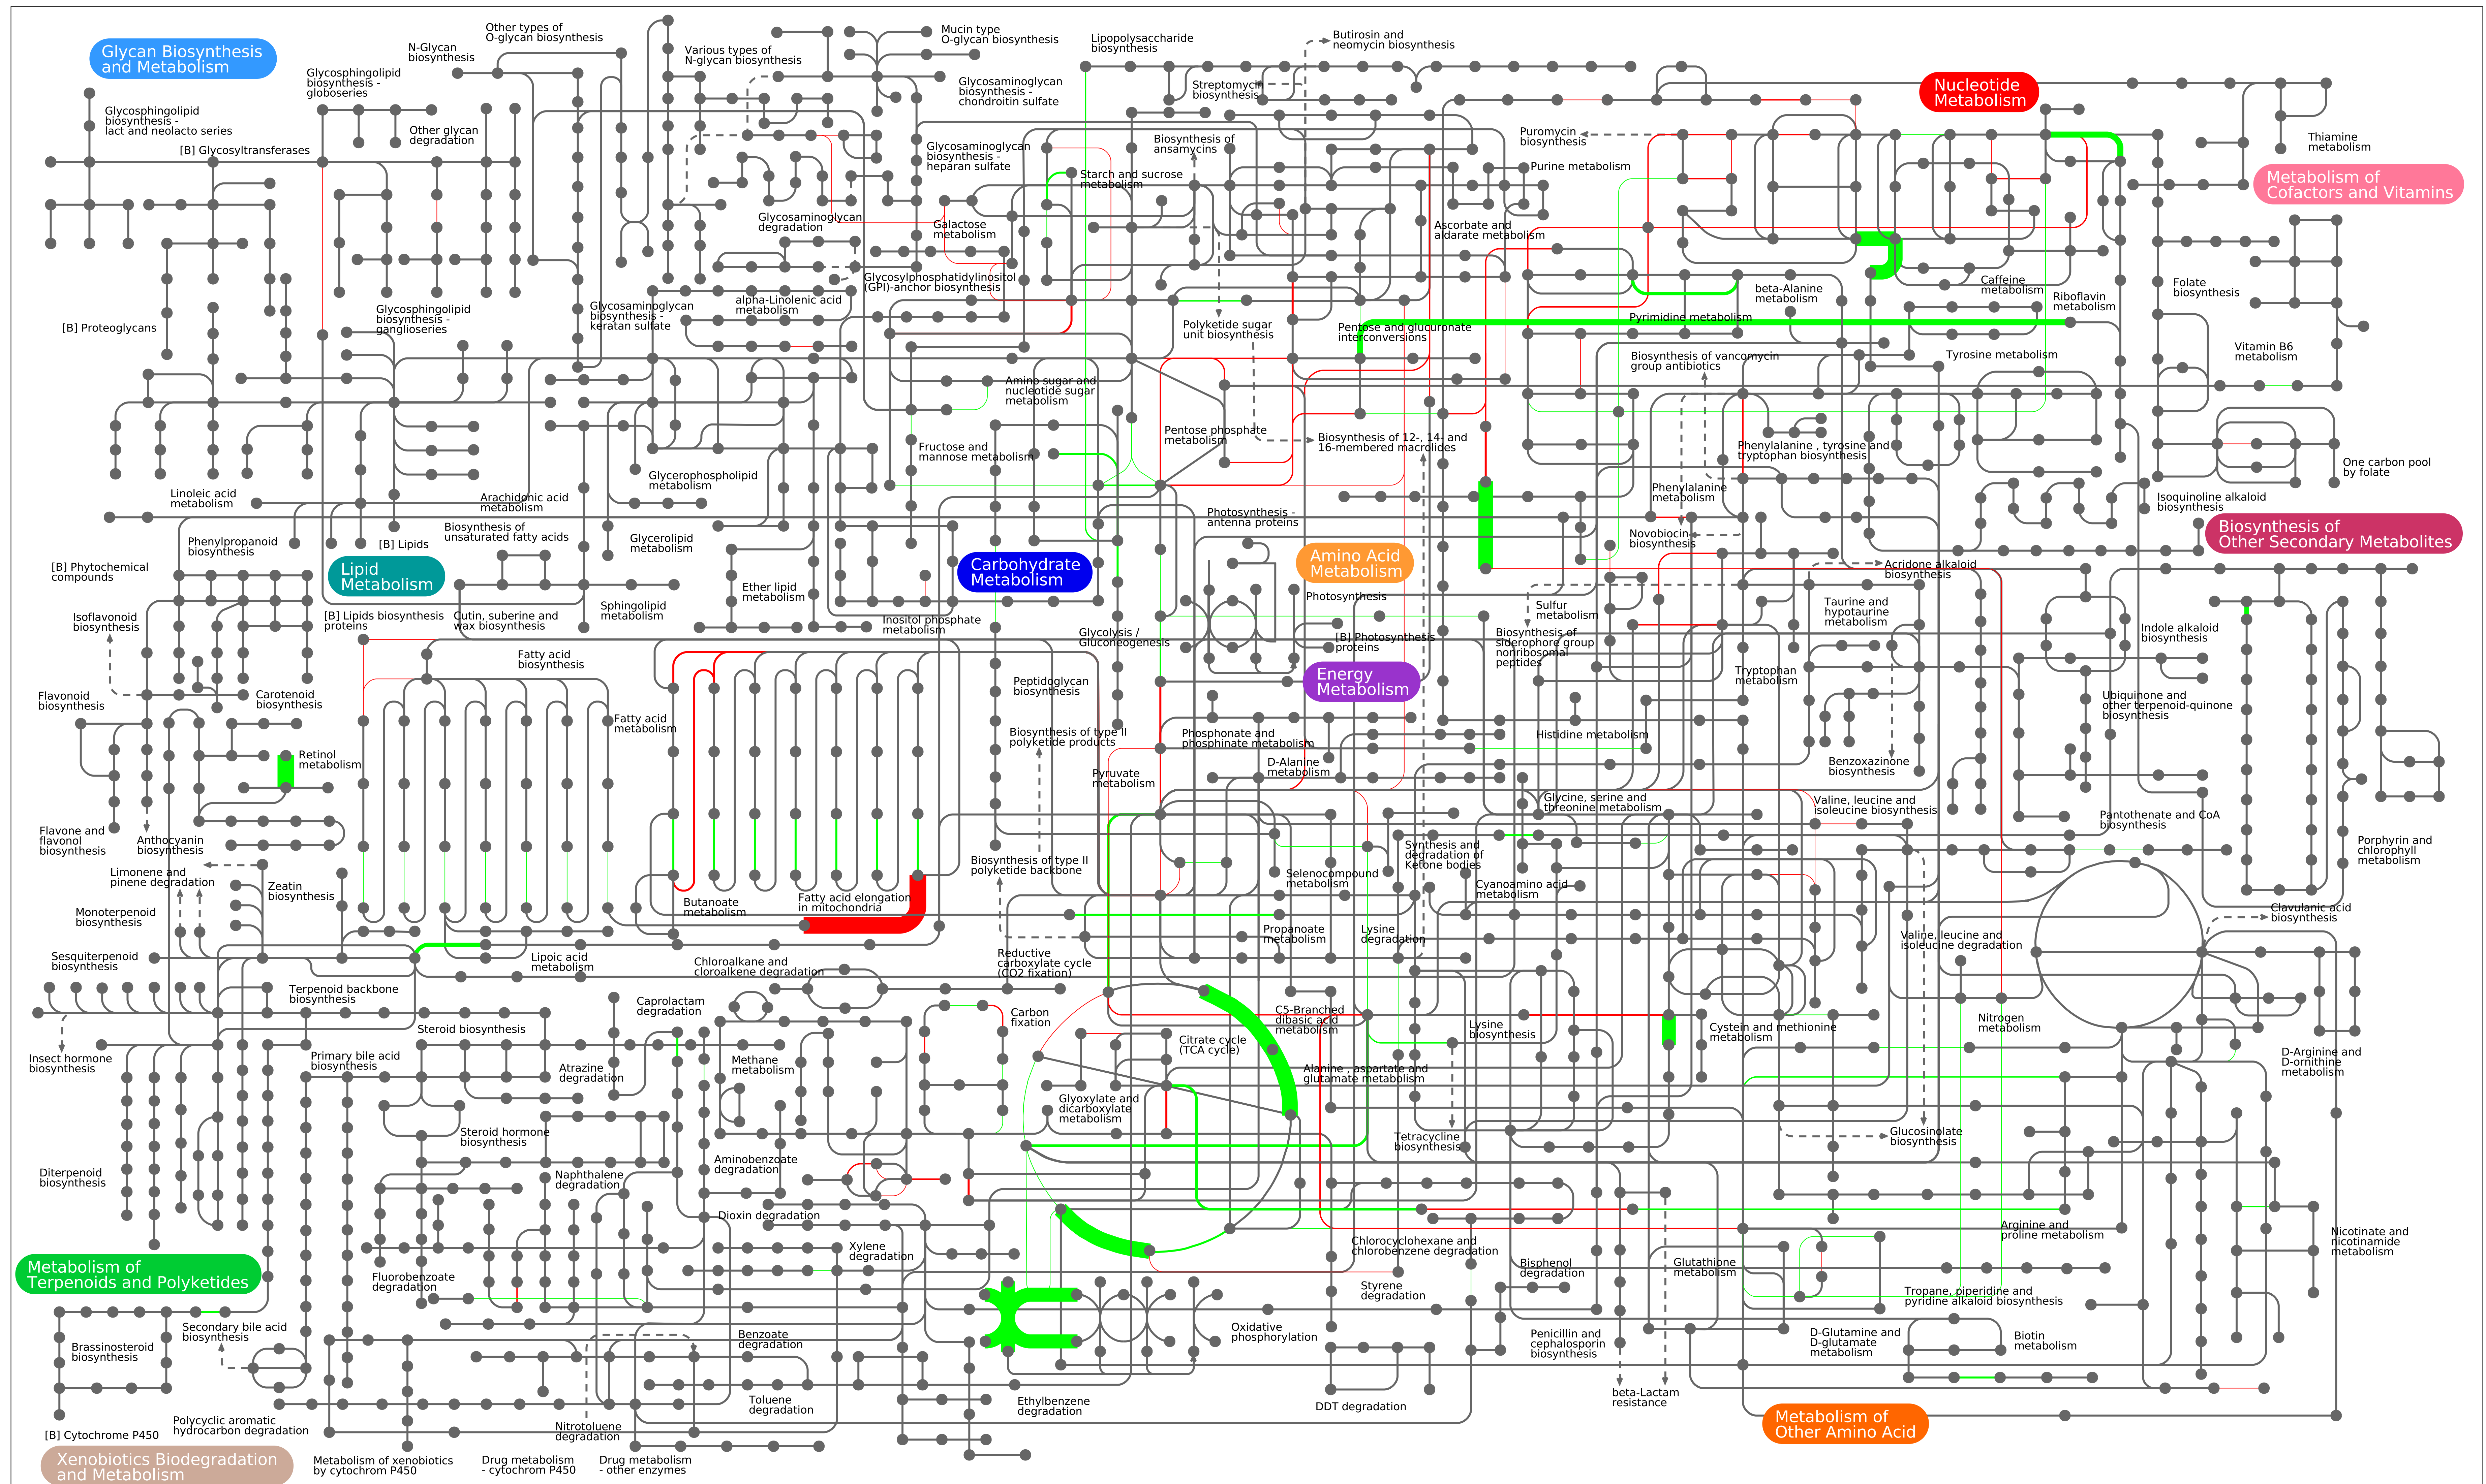 Glycan Biosynthesis
and Metabolism
Glycosphingolipid
biosynthesis -
lact and neolacto series
[B] Glycosyltransferases
Glycosphingolipid
biosynthesis -
globoseries
N-Glycan
biosynthesis
Other types of
O-glycan biosynthesis
Other glycan
degradation
Various types of
N-glycan biosynthesis
Mucin type
O-glycan biosynthesis
Glycosaminoglycan
biosynthesis -
chondroitin sulfate
Glycosaminoglycan
biosynthesis -
heparan sulfate
Glycosaminoglycan
degradation
Galactose
metabolism
Glycosylphosphatidylinositol
(GPI)-anchor biosynthesis
Lipopolysaccharide
biosynthesis
Streptomycin
biosynthesis
Butirosin and
neomycin biosynthesis
Biosynthesis of
ansamycins
Starch and sucrose
metabolism
Puromycin
biosynthesis
Purine metabolism
Ascorbate and
aldarate metabolism
Nucleotide
Metabolism
Thiamine
metabolism
Metabolism of
Cofactors and Vitamins
[B] Proteoglycans
Glycosphingolipid
biosynthesis -
ganglioseries
Glycosaminoglycan
biosynthesis -
keratan sulfate
alpha-Linolenic acid
metabolism
Polyketide sugar
unit biosynthesis
Pentose and glucuronate
interconversions
Pyrimidine metabolism
beta-Alanine
metabolism
Caffeine
metabolism
Riboflavin
metabolism
Folate
biosynthesis
Vitamin B6
metabolism
Biosynthesis of vancomycin
group antibiotics
Tyrosine metabolism
Amino sugar and
nucleotide sugar
metabolism
Pentose phosphate
metabolism
Biosynthesis of 12-, 14- and
16-membered macrolides
Phenylalanine , tyrosine and
tryptophan biosynthesis
One carbon pool
by folate
Fructose and
mannose metabolism
Glycerophospholipid
metabolism
Linoleic acid
metabolism
Arachidonic acid
metabolism
Phenylalanine
metabolism
Isoquinoline alkaloid
biosynthesis
Photosynthesis -
antenna proteins
Novobiocin
biosynthesis
Biosynthesis of
Other Secondary Metabolites
Phenylpropanoid
biosynthesis
[B] Lipids
Biosynthesis of
unsaturated fatty acids
Glycerolipid
metabolism
[B] Phytochemical
compounds
Lipid
Metabolism
Carbohydrate
Metabolism
Amino Acid
Metabolism
Acridone alkaloid
biosynthesis
Isoflavonoid
biosynthesis
[B] Lipids biosynthesis
proteins
Cutin, suberine and
wax biosynthesis
Sphingolipid
metabolism
Ether lipid
metabolism
Inositol phosphate
metabolism
Glycolysis /
Gluconeogenesis
Photosynthesis
[B] Photosynthesis
proteins
Sulfur
metabolism
Biosynthesis of
siderophore group
nonribosomal
peptides
Taurine and
hypotaurine
metabolism
Indole alkaloid
biosynthesis
Fatty acid
biosynthesis
Flavonoid
biosynthesis
Carotenoid
biosynthesis
Peptidoglycan
biosynthesis
Energy
Metabolism
Tryptophan
metabolism
Ubiquinone and
other terpenoid-quinone
biosynthesis
Fatty acid
metabolism
Biosynthesis of type II
polyketide products
Phosphonate and
phosphinate metabolism
Histidine metabolism
Retinol
metabolism
Pyruvate
metabolism
D-Alanine
metabolism
Benzoxazinone
biosynthesis
Glycine, serine and
threonine metabolism
Valine, leucine and
isoleucine biosynthesis
Pantothenate and CoA
biosynthesis
Flavone and
flavonol
biosynthesis
Anthocyanin
biosynthesis
Biosynthesis of type II
polyketide backbone
Synthesis and
degradation of
Ketone bodies
Porphyrin and
chlorophyll
metabolism
Limonene and
pinene degradation
Zeatin
biosynthesis
Selenocompound
metabolism
Cyanoamino acid
metabolism
Butanoate
metabolism
Fatty acid elongation
in mitochondria
Monoterpenoid
biosynthesis
Clavulanic acid
biosynthesis
Propanoate
metabolism
Lysine
degradation
Valine, leucine and
isoleucine degradation
Sesquiterpenoid
biosynthesis
Lipoic acid
metabolism
Chloroalkane and
cloroalkene degradation
Reductive
carboxylate cycle
(CO2 fixation)
Terpenoid backbone
biosynthesis
Caprolactam
degradation
Carbon
fixation
C5-Branched
dibasic acid
metabolism
Steroid biosynthesis
Lysine
biosynthesis
Cystein and methionine
metabolism
Nitrogen
metabolism
Insect hormone
biosynthesis
Primary bile acid
biosynthesis
Atrazine
degradation
Methane
metabolism
Citrate cycle
(TCA cycle)
Alanine , aspartate and
glutamate metabolism
D-Arginine and
D-ornithine
metabolism
Glyoxylate and
dicarboxylate
metabolism
Steroid hormone
biosynthesis
Tetracycline
biosynthesis
Glucosinolate
biosynthesis
Diterpenoid
biosynthesis
Naphthalene
degradation
Aminobenzoate
degradation
Dioxin degradation
Arginine and
proline metabolism
Nicotinate and
nicotinamide
metabolism
Metabolism of
Terpenoids and Polyketides
Xylene
degradation
Chlorocyclohexane and
chlorobenzene degradation
Fluorobenzoate
degradation
Bisphenol
degradation
Glutathione
metabolism
Styrene
degradation
Tropane, piperidine and
pyridine alkaloid biosynthesis
Brassinosteroid
biosynthesis
Secondary bile acid
biosynthesis
Benzoate
degradation
Oxidative
phosphorylation
Penicillin and
cephalosporin
biosynthesis
D-Glutamine and
D-glutamate
metabolism
Biotin
metabolism
Toluene
degradation
Ethylbenzene
degradation
DDT degradation
beta-Lactam
resistance
Metabolism of
Other Amino Acid
[B] Cytochrome P450
Polycyclic aromatic
hydrocarbon degradation
Nitrotoluene
degradation
Xenobiotics Biodegradation
and Metabolism
Metabolism of xenobiotics
by cytochrom P450
Drug metabolism
- cytochrom P450
Drug metabolism
- other enzymes